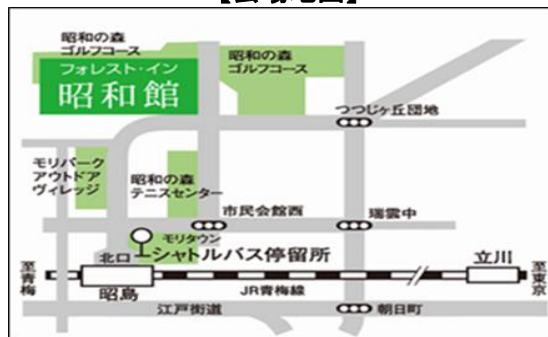 昭和の森
ゴルフコース
昭和の森
ゴルフコース
フォレスト・イン
昭和館
つつじヶ丘団地
モリパーク
アウトドア
ヴィレッジ
昭和の森
テニスセンター
市民会館西
瑞雲中
モリタウン
北口
シャトルバス停留所
立川
至青梅
昭島
JR青梅線
至東京
江戸街道
朝日町